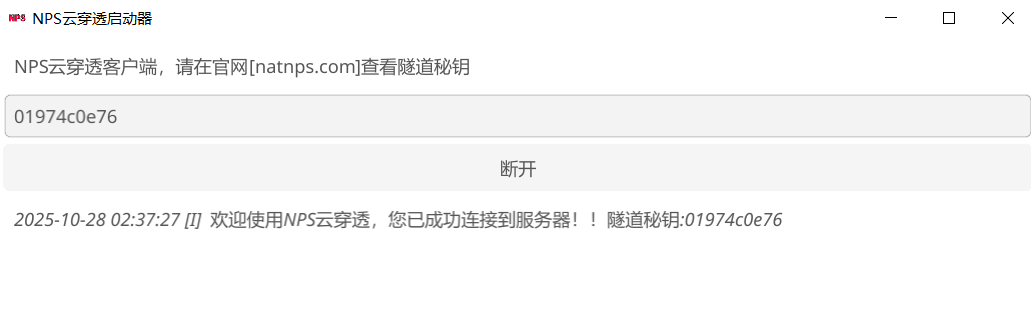 NPS NPS云穿透启动器
NPS云穿透客户端，请在官网[natnps.com]查看隧道秘钥
01974c0e76
断开
2025-10-28 02:37:27 [I] 欢迎使用NPS云穿透，您已成功连接到服务器！！隧道秘钥:01974c0e76